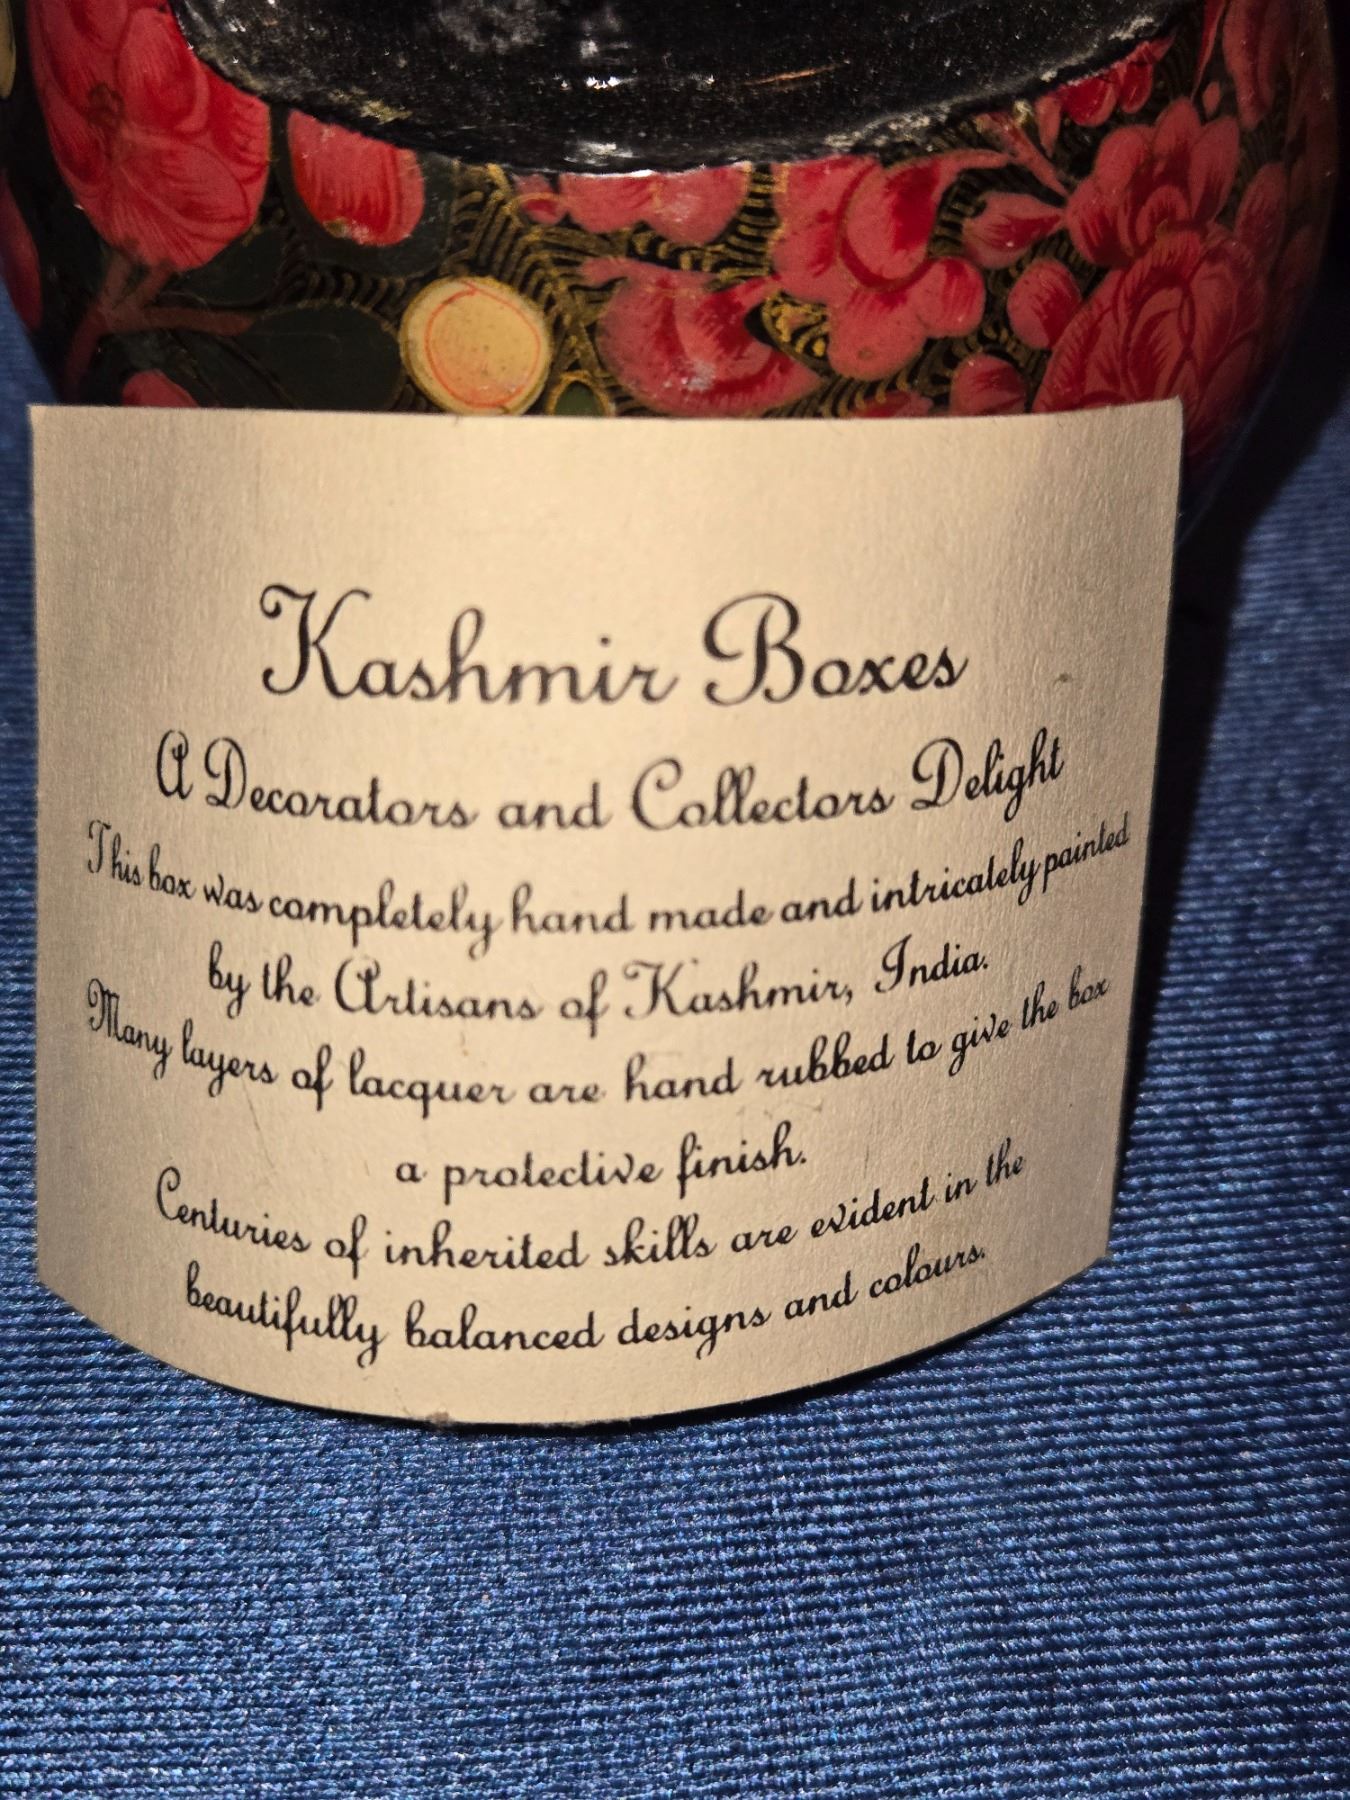 Kashmir Boxes
A Decorators and Collectors Delight
This box was completely hand made and intricately painted
by the Artisans of Kashmir, India.
Many layers of lacquer are hand rubbed to give the box
a protective finish.
Centuries of inherited skills are evident in the
beautifully balanced designs and colours.